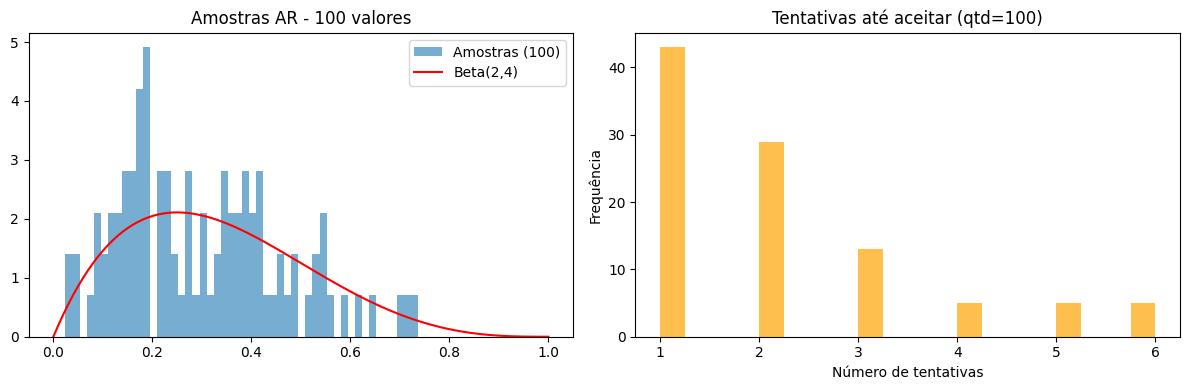 Amostras AR - 100 valores
5
4
3
2
1
0
0.0 0.2 0.4 0.6 0.8 1.0
Amostras (100)
Beta(2,4)
Tentativas até aceitar (qtd=100)
Frequência
40
30
20
10
0
1 2 3 4 5 6
Número de tentativas